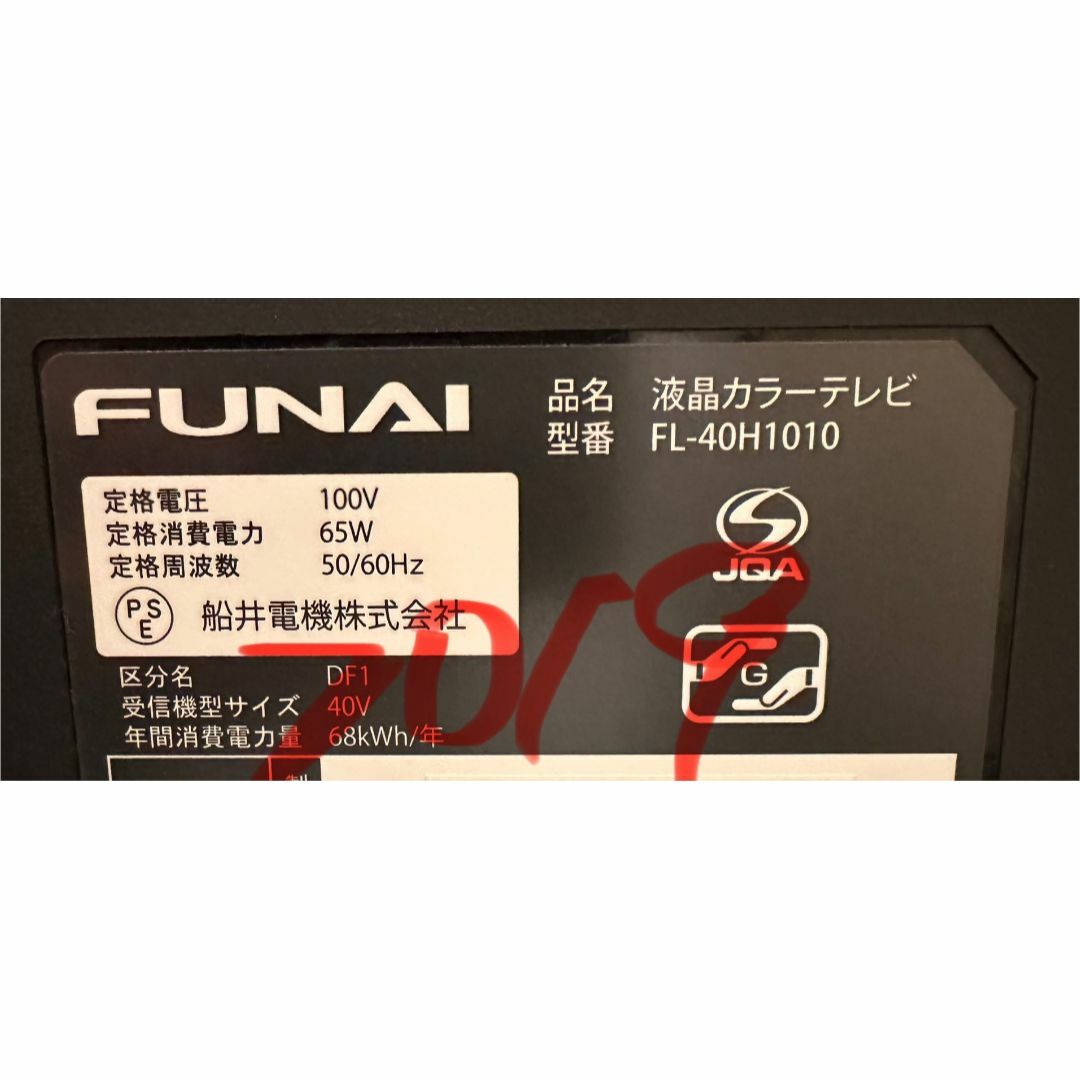 FUNAI
品名 液晶カラーテレビ
型番 FL-40H1010
定格電圧 100V
定格消費電力 65W
定格周波数 50/60Hz
PSE 船井電機株式会社
JQA
G
区分名 DF1
受信機型サイズ 40V
年間消費電力量 68kWh/年
2019